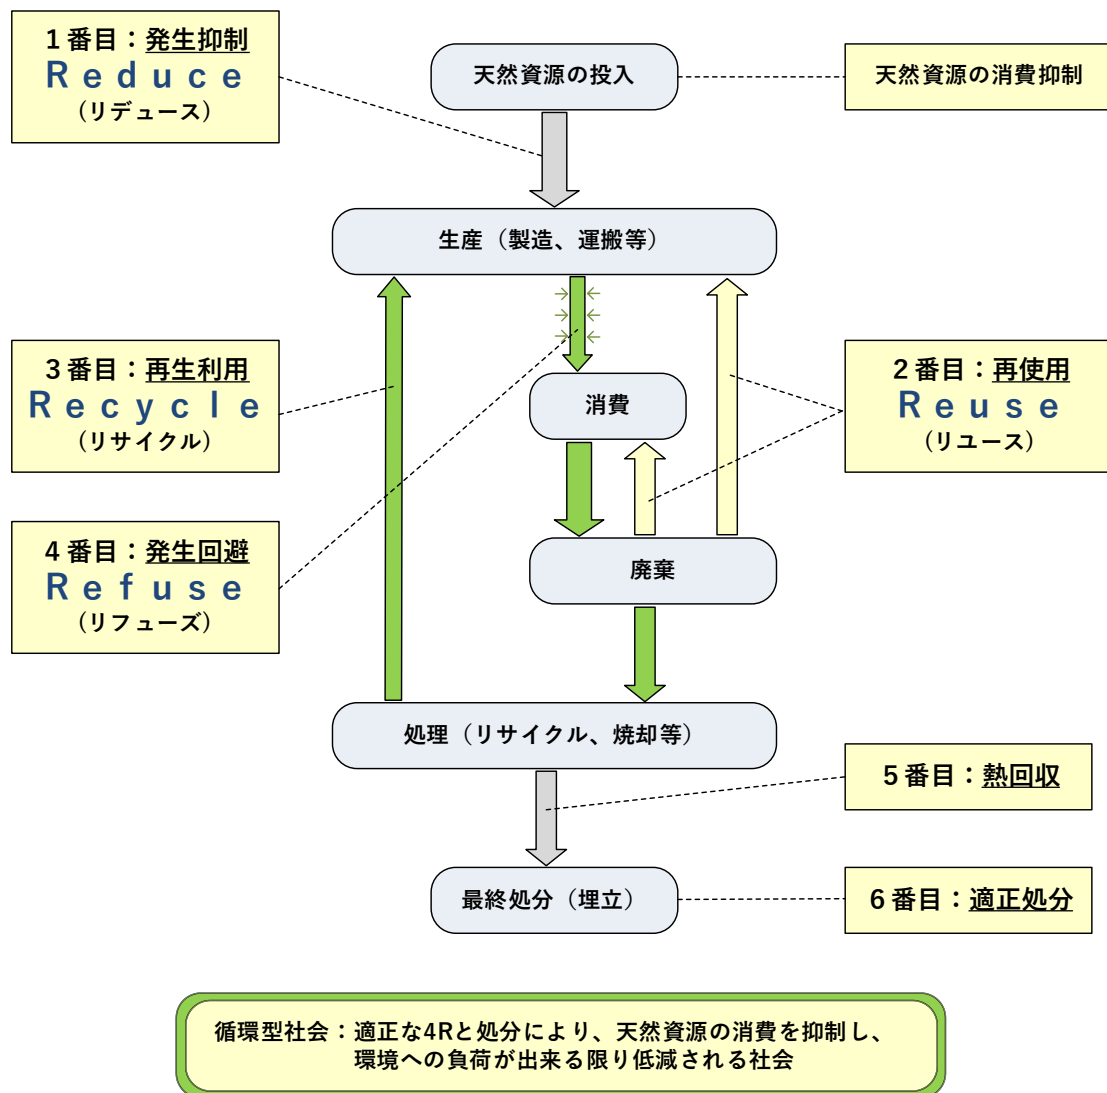 1番目：発生抑制
Ｒｅｄｕｃｅ
（リデュース）
天然資源の投入
天然資源の消費抑制
生産（製造、運搬等）
3番目：再生利用
Ｒｅｃｙｃｌｅ
（リサイクル）
消費
2番目：再使用
Ｒｅｕｓｅ
（リユース）
4番目：発生回避
Ｒｅｆｕｓｅ
（リフューズ）
廃棄
処理（リサイクル、焼却等）
5番目：熱回収
最終処分（埋立）
6番目：適正処分
循環型社会：適正な4Rと処分により、天然資源の消費を抑制し、
環境への負荷が出来る限り低減される社会